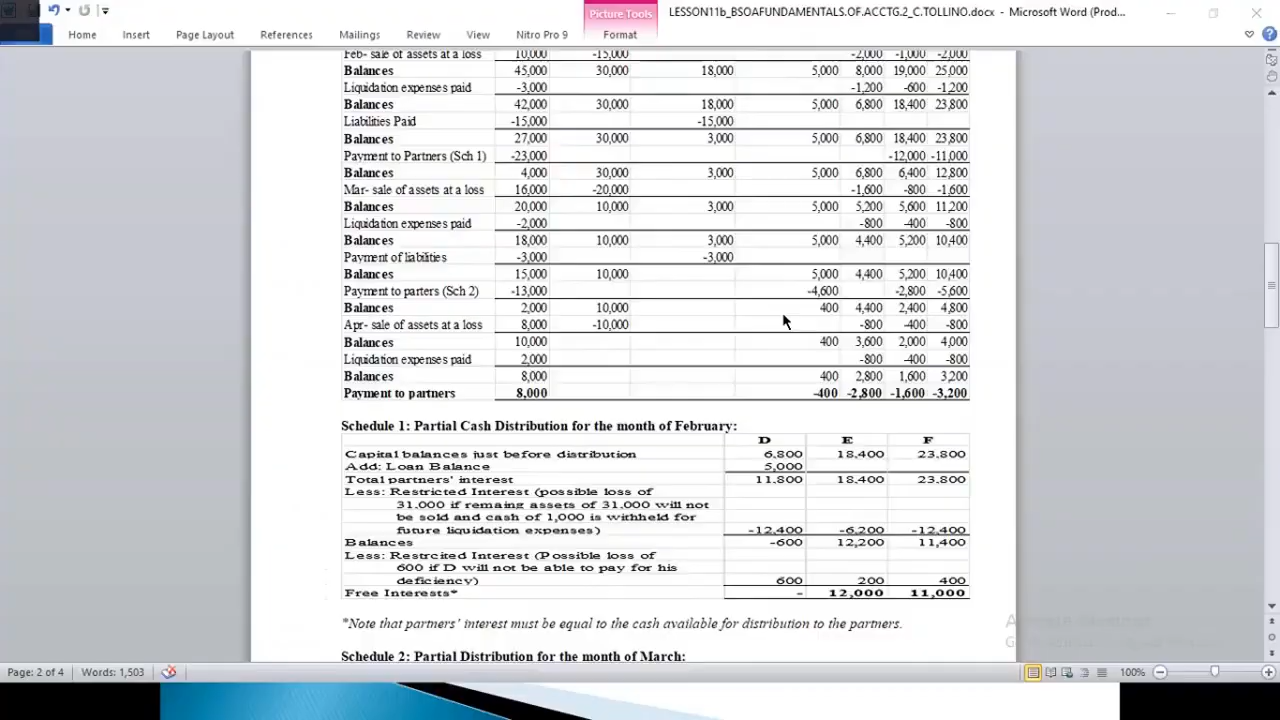 Picture Tools
LESSON11b_BSOAFUNDAMENTALS.OF.ACCTG.2_C.TOLLINO.docx - Microsoft Word (Prod...
Home Insert Page Layout References Mailings Review View Nitro Pro 9 Format
Feb- sale of assets at a loss 10,000 -15,000 -2,000 -1,000 -2,000
Balances 45,000 30,000 18,000 5,000 8,000 19,000 25,000
Liquidation expenses paid -3,000 -1,200 -600 -1,200
Balances 42,000 30,000 18,000 5,000 6,800 18,400 23,800
Liabilities Paid -15,000 -15,000
Balances 27,000 30,000 3,000 5,000 6,800 18,400 23,800
Payment to Partners (Sch 1) -23,000 -12,000 -11,000
Balances 4,000 30,000 3,000 5,000 6,800 6,400 12,800
Mar- sale of assets at a loss 16,000 -20,000 -1,600 -800 -1,600
Balances 20,000 10,000 3,000 5,000 5,200 5,600 11,200
Liquidation expenses paid -2,000 -800 -400 -800
Balances 18,000 10,000 3,000 5,000 4,400 5,200 10,400
Payment of liabilities -3,000 -3,000
Balances 15,000 10,000 5,000 4,400 5,200 10,400
Payment to parters (Sch 2) -13,000 -4,600 -2,800 -5,600
Balances 2,000 10,000 400 4,400 2,400 4,800
Apr- sale of assets at a loss 8,000 -10,000 -800 -400 -800
Balances 10,000 400 3,600 2,000 4,000
Liquidation expenses paid 2,000 -800 -400 -800
Balances 8,000 400 2,800 1,600 3,200
Payment to partners 8,000 -400 -2,800 -1,600 -3,200
Schedule 1: Partial Cash Distribution for the month of February:
D E F
Capital balances just before distribution 6,800 18,400 23,800
Add: Loan Balance 5,000
Total partners' interest 11,800 18,400 23,800
Less: Restricted Interest (possible loss of
31,000 if remaing assets of 31,000 will not
be sold and cash of 1,000 is withheld for
future liquidation expenses) -12,400 -6,200 -12,400
Balances -600 12,200 11,400
Less: Restrcited Interest (Possible loss of
600 if D will not be able to pay for his
deficiency) 600 200 400
Free Interests* - 12,000 11,000
*Note that partners' interest must be equal to the cash available for distribution to the partners.
Schedule 2: Partial Distribution for the month of March:
Page: 2 of 4 Words: 1,503 100%